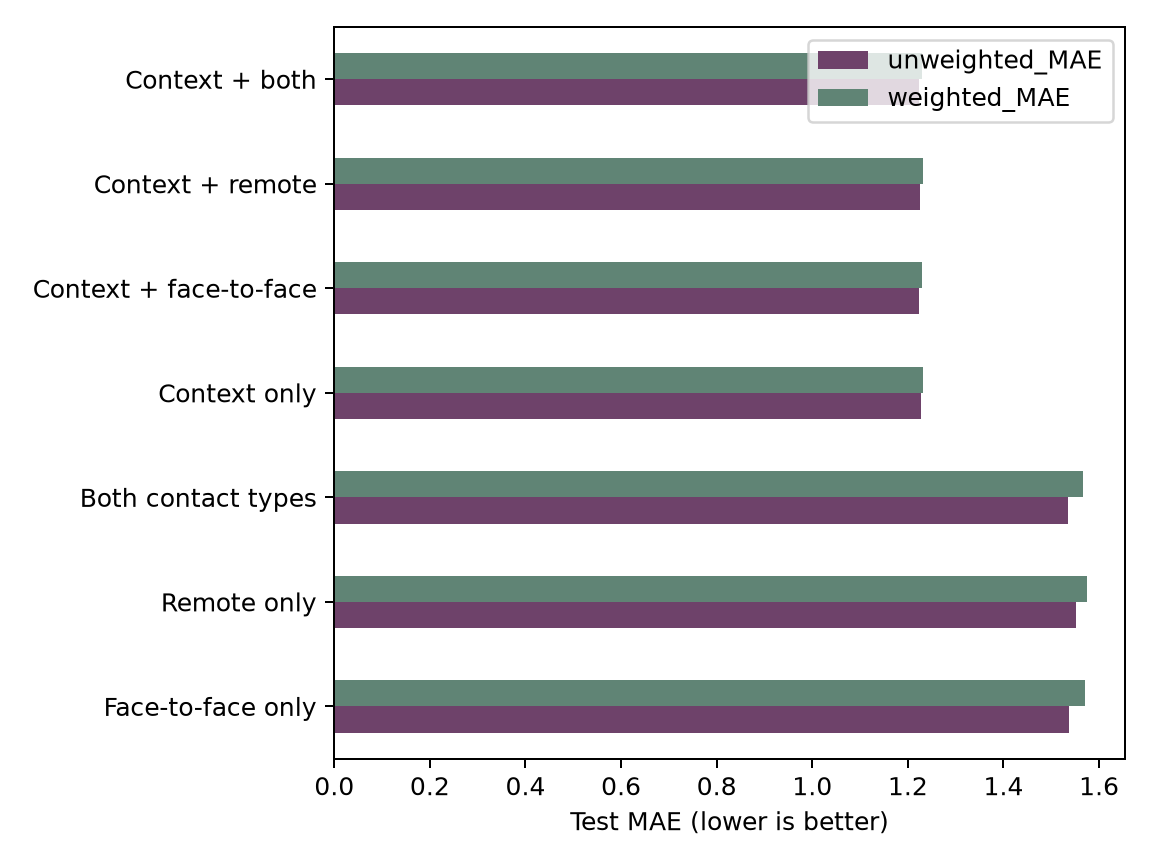 Context + both
Context + remote
Context + face-to-face
Context only
Both contact types
Remote only
Face-to-face only
unweighted_MAE
weighted_MAE
0.0 0.2 0.4 0.6 0.8 1.0 1.2 1.4 1.6
Test MAE (lower is better)